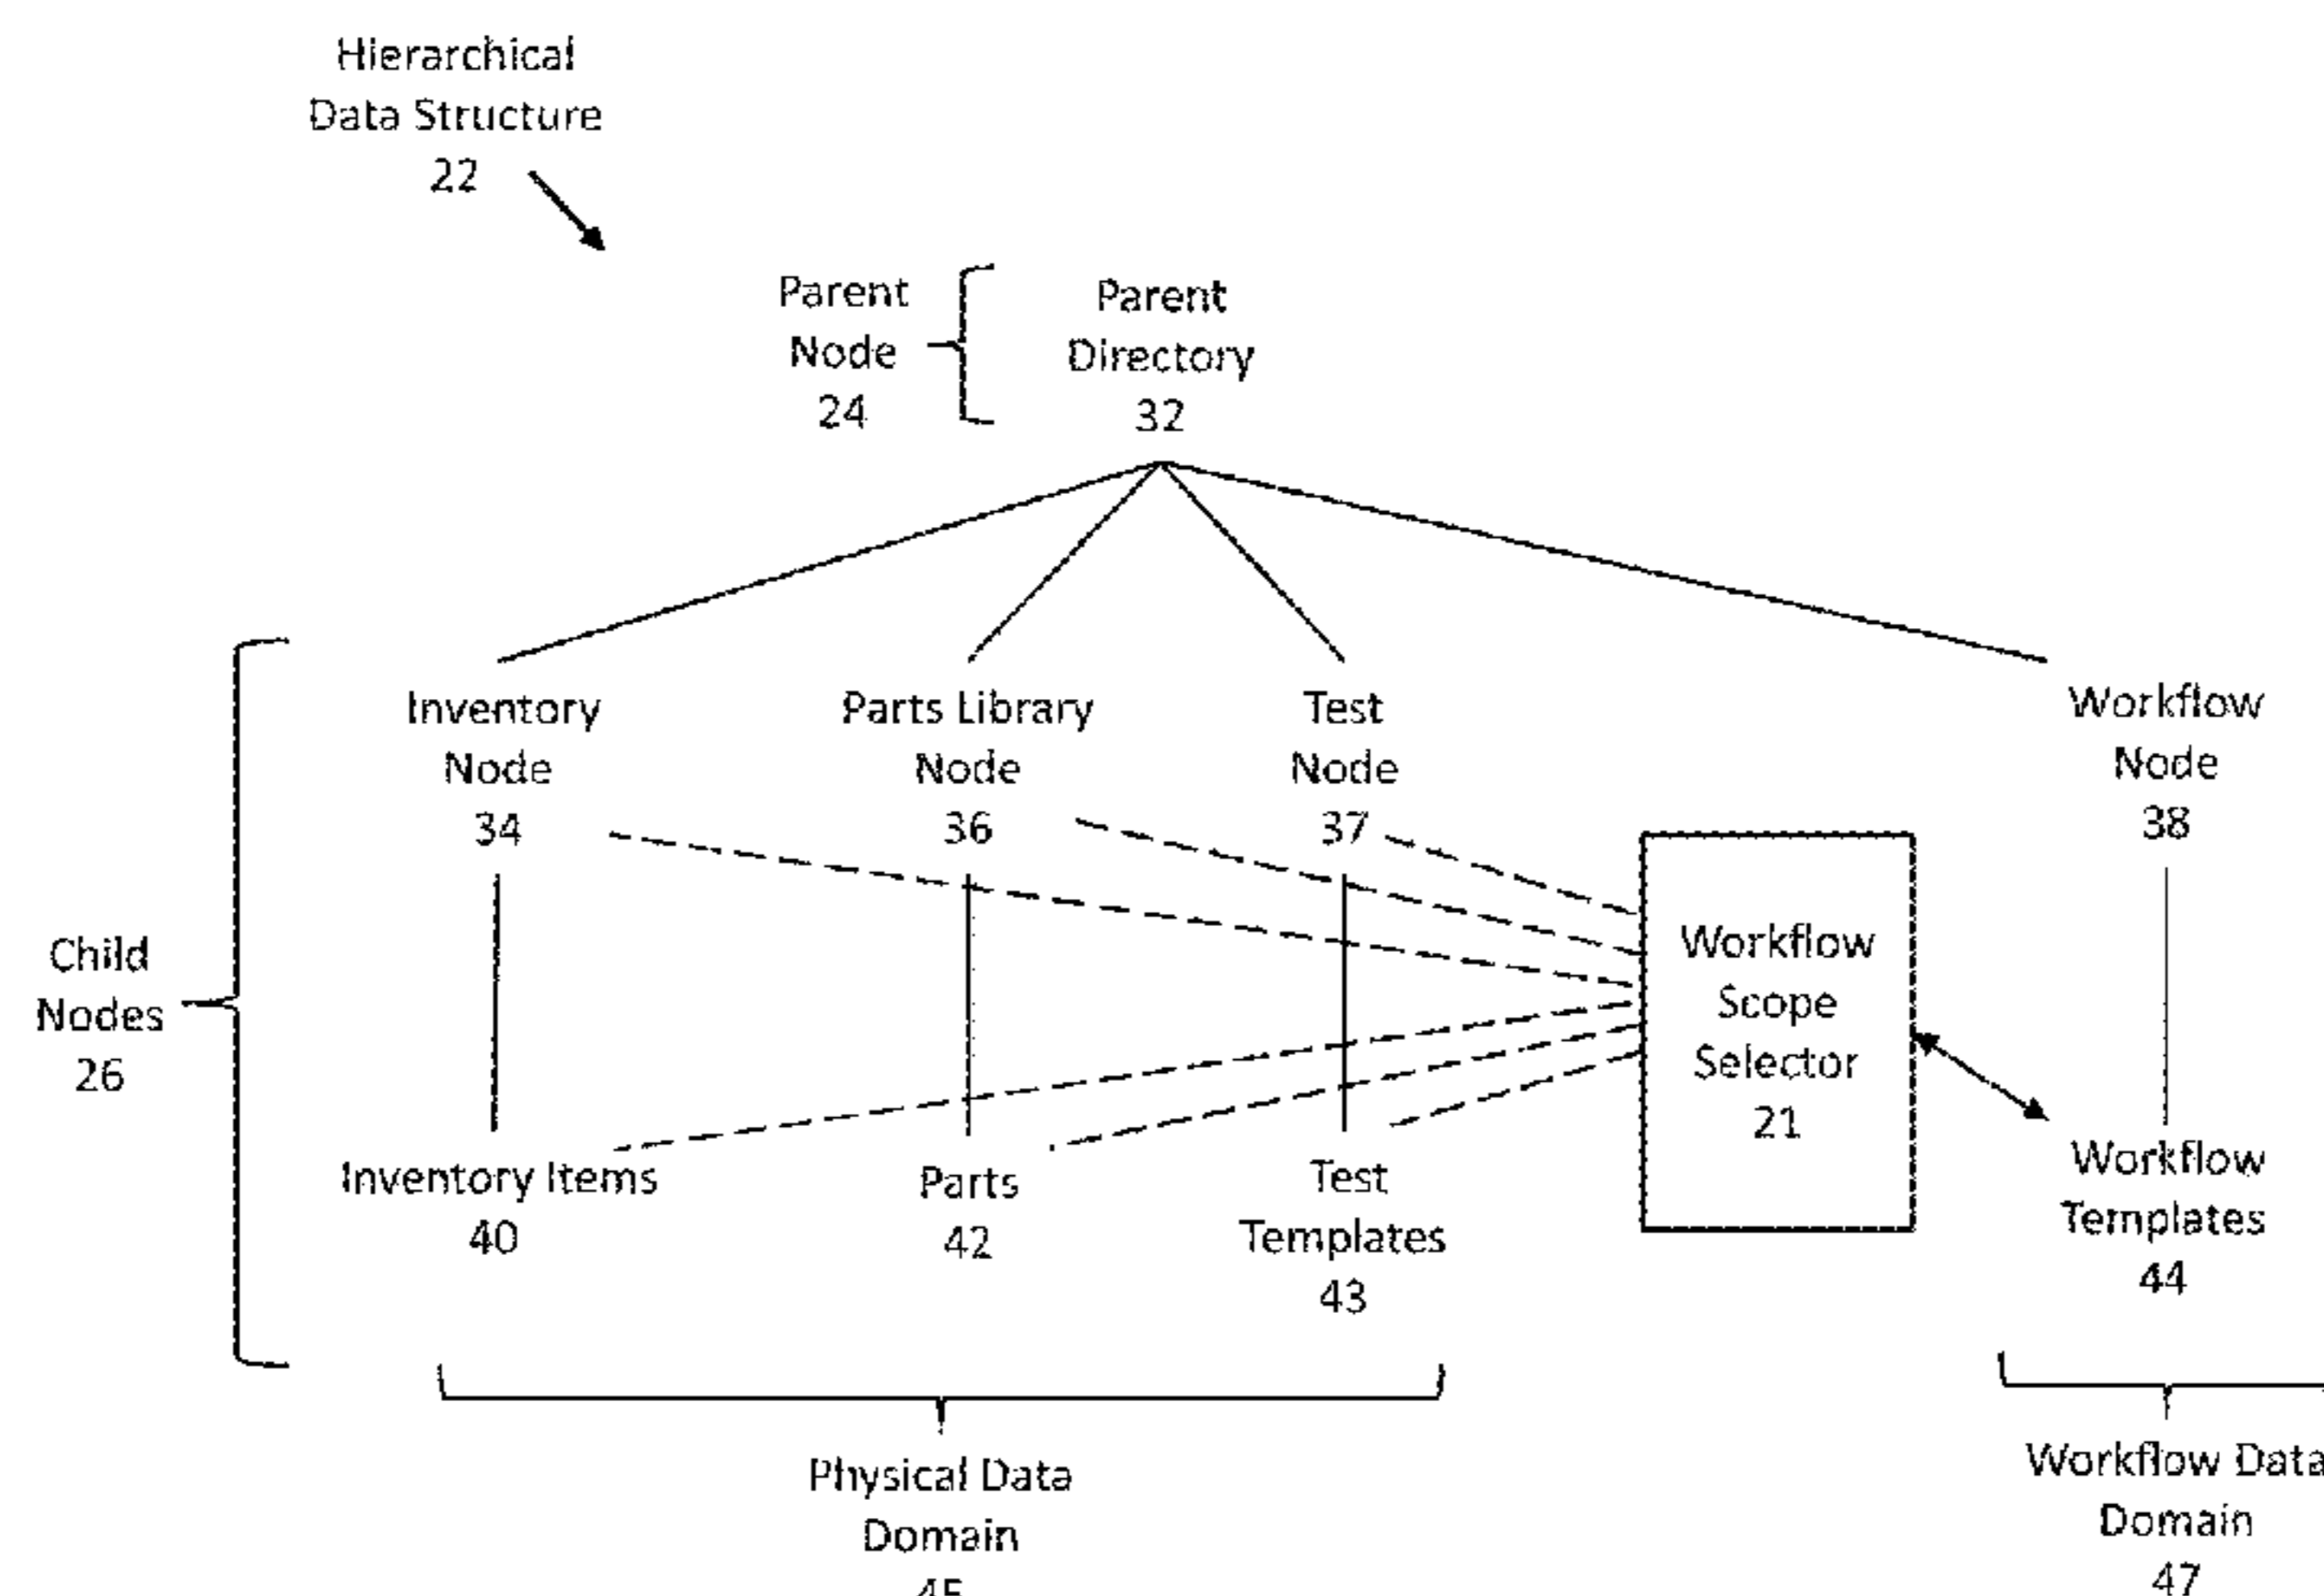 Hierarchical
Data Structure
22
Parent
Node
24
Parent
Directory
32
Inventory
Node
34
Parts Library
Node
36
Test
Node
37
Workflow
Node
38
Child
Nodes
26
Workflow
Scope
Selector
21
Inventory Items
40
Parts
42
Test
Templates
43
Workflow
Templates
44
Physical Data
Domain
45
Workflow Data
Domain
47